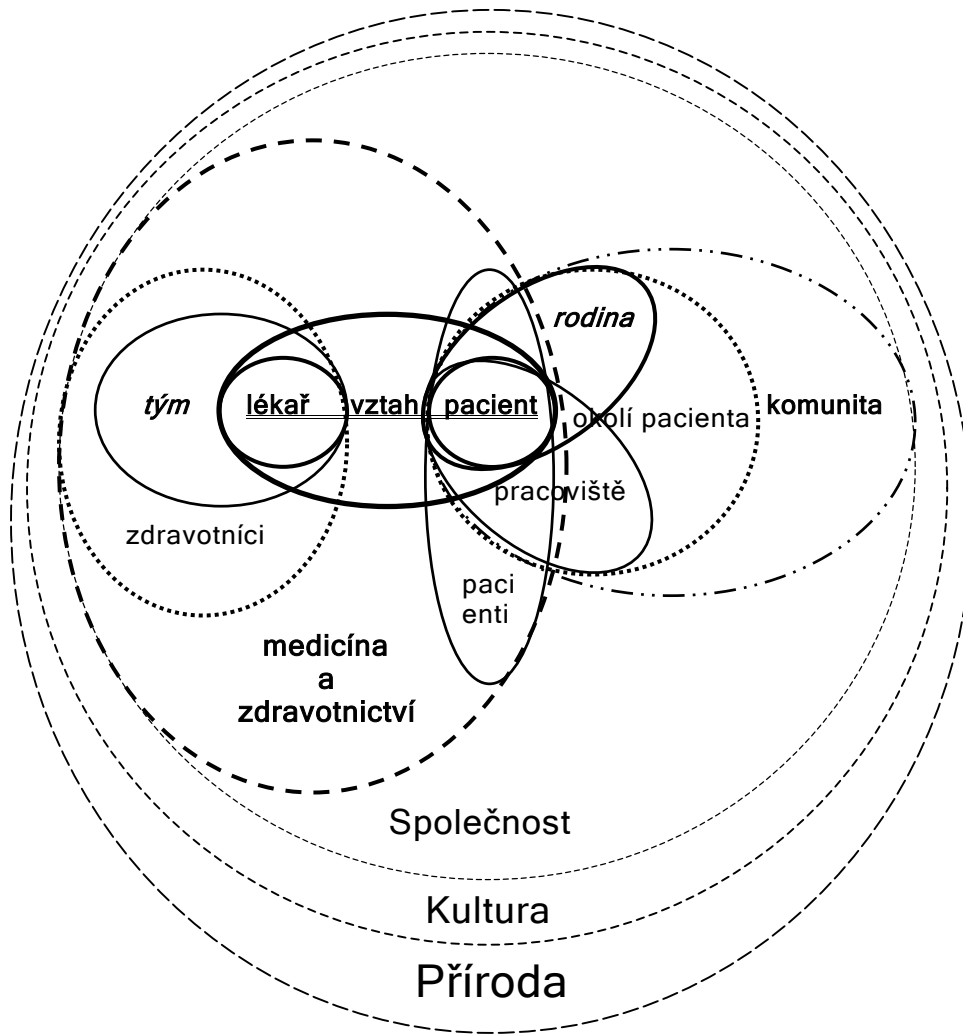 rodina
tým lékař vztah pacient komunita
okolí pacienta
pracoviště
zdravotníci
paci
enti
medicína
a
zdravotnictví
Společnost
Kultura
Příroda